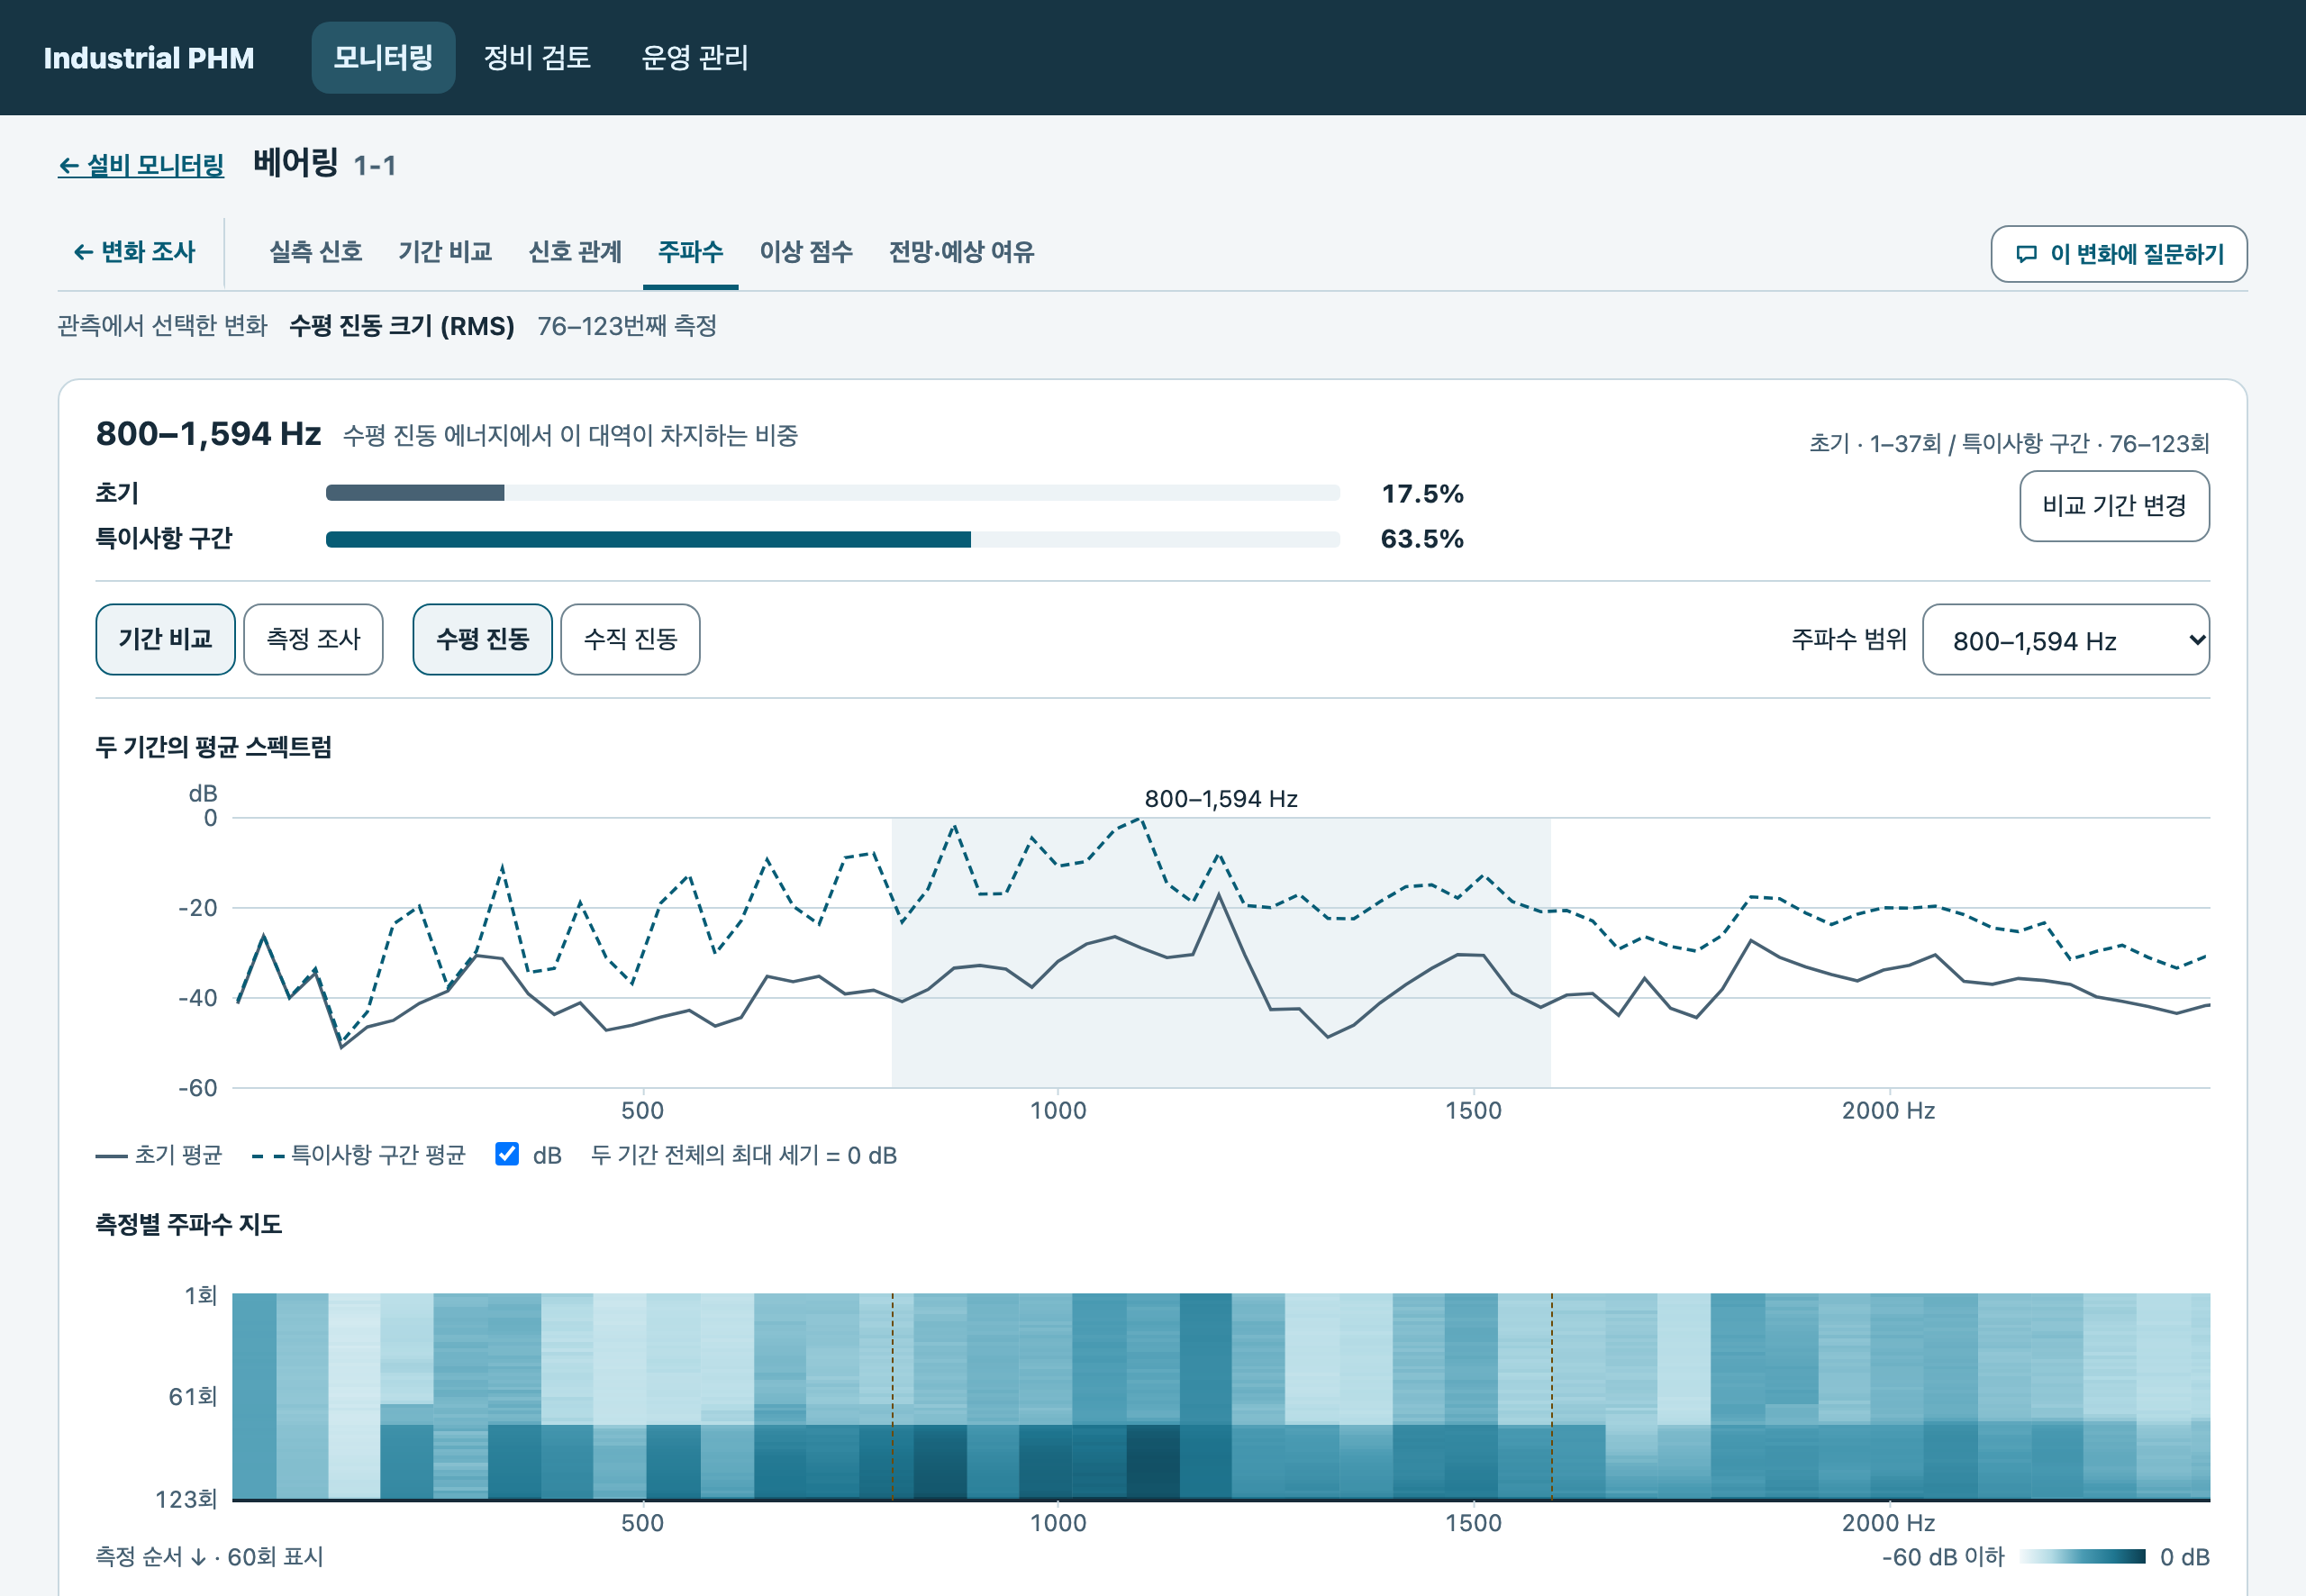 Industrial PHM 모니터링 정비 검토 운영 관리
← 설비 모니터링 베어링 1-1
← 변화 조사 실측 신호 기간 비교 신호 관계 주파수 이상 점수 전망·예상 여유 이 변화에 질문하기
관측에서 선택한 변화 수평 진동 크기 (RMS) 76–123번째 측정
800–1,594 Hz 수평 진동 에너지에서 이 대역이 차지하는 비중
초기 · 1–37회 / 특이사항 구간 · 76–123회
초기 17.5%
비교 기간 변경
특이사항 구간 63.5%
기간 비교 측정 조사 수평 진동 수직 진동 주파수 범위 800–1,594 Hz
두 기간의 평균 스펙트럼
dB
800–1,594 Hz
0
-20
-40
-60
500 1000 1500 2000 Hz
초기 평균 특이사항 구간 평균 dB 두 기간 전체의 최대 세기 = 0 dB
측정별 주파수 지도
1회
61회
123회
500 1000 1500 2000 Hz
측정 순서 ↓ · 60회 표시 -60 dB 이하 0 dB